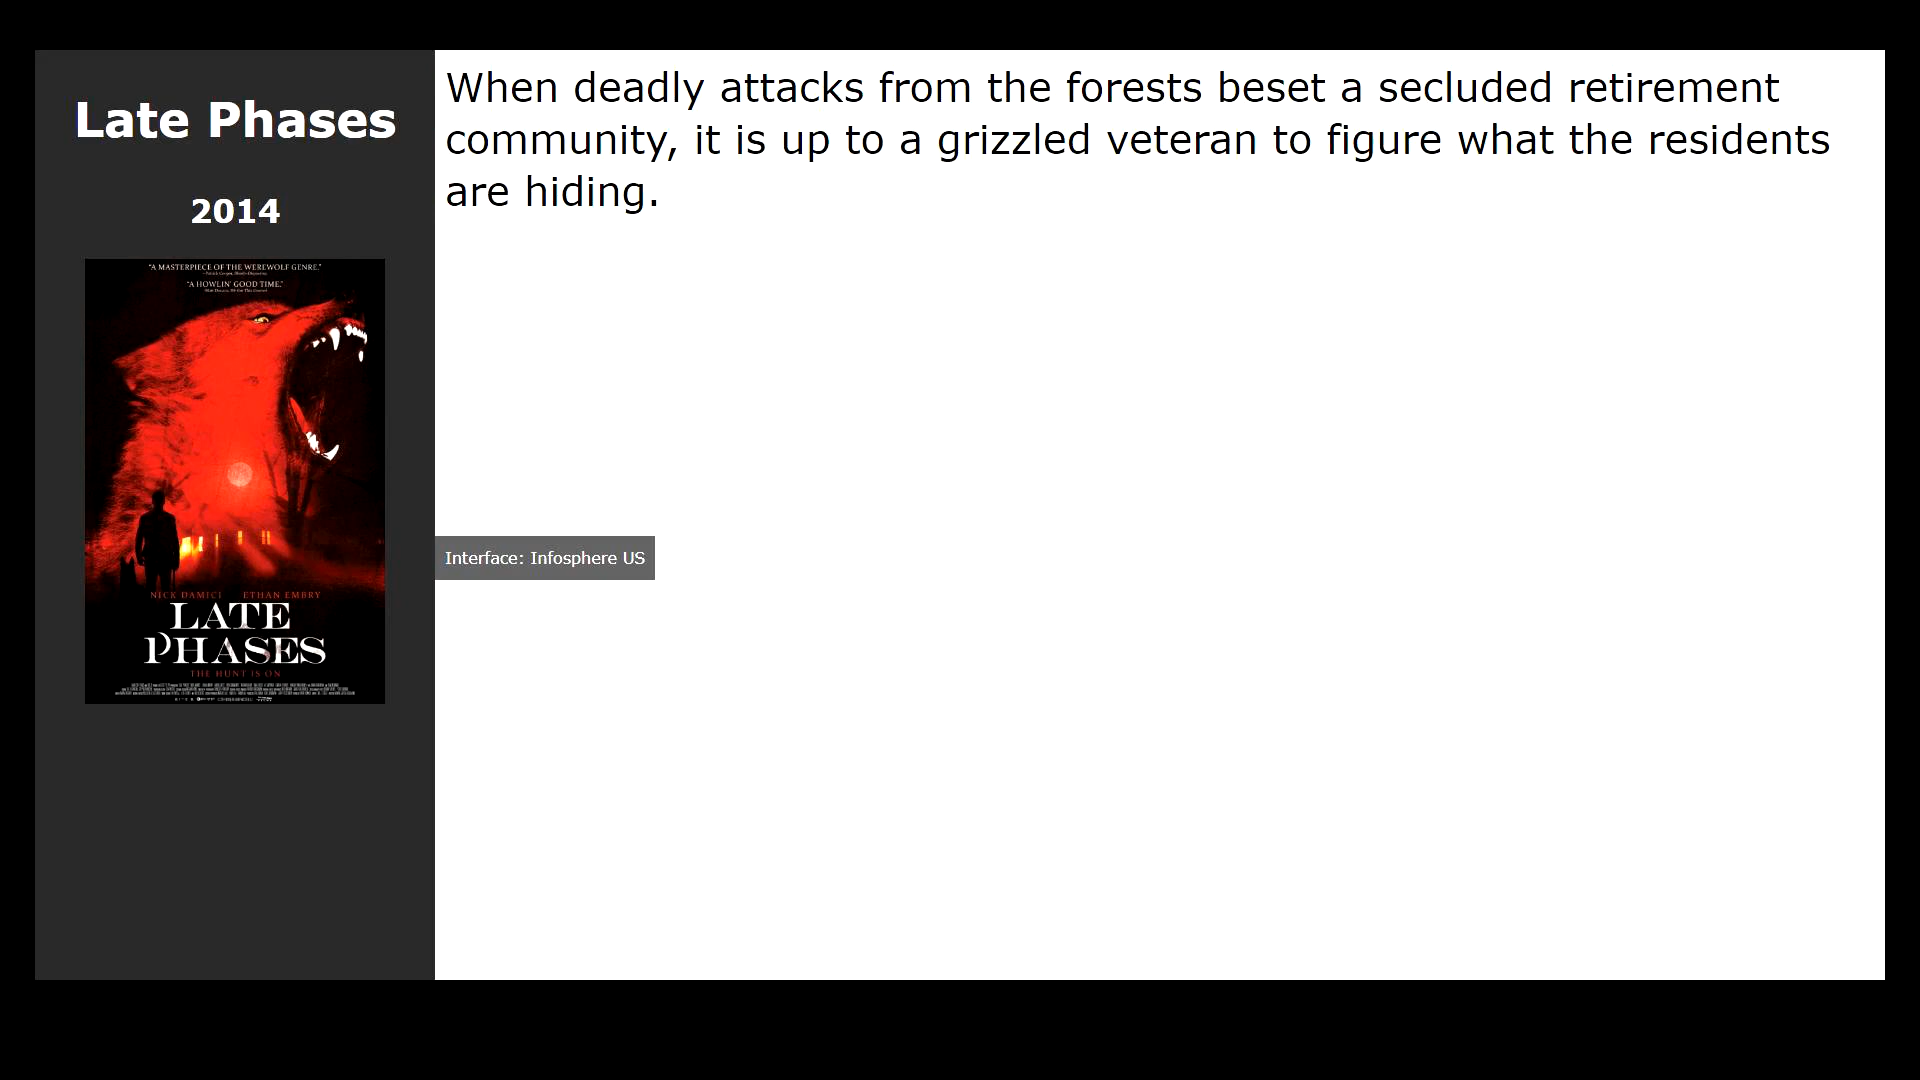 Late Phases
2014
"A MASTERPIECE OF THE WEREWOLF GENRE."
"A HOWLIN' GOOD TIME."
NICK DAMICI ETHAN EMBRY
LATE
PHASES
THE HUNT IS ON
When deadly attacks from the forests beset a secluded retirement
community, it is up to a grizzled veteran to figure what the residents
are hiding.
Interface: Infosphere US